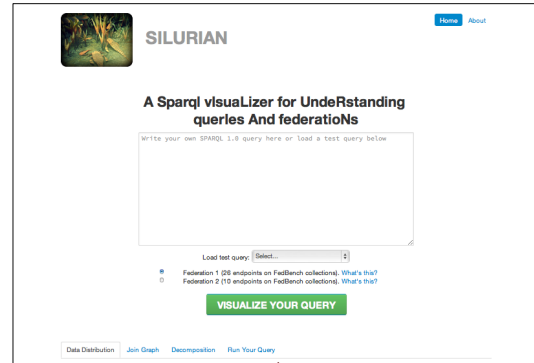 Home About
SILURIAN
A Sparql vIsuaLizer for UndeRstanding
querIes And federatioNs
Write your own SPARQL 1.0 query here or load a test query below
Load test query: Select...
Federation 1 (26 endpoints on FedBench collections). What's this?
Federation 2 (10 endpoints on FedBench collections). What's this?
VISUALIZE YOUR QUERY
Data Distribution Join Graph Decomposition Run Your Query